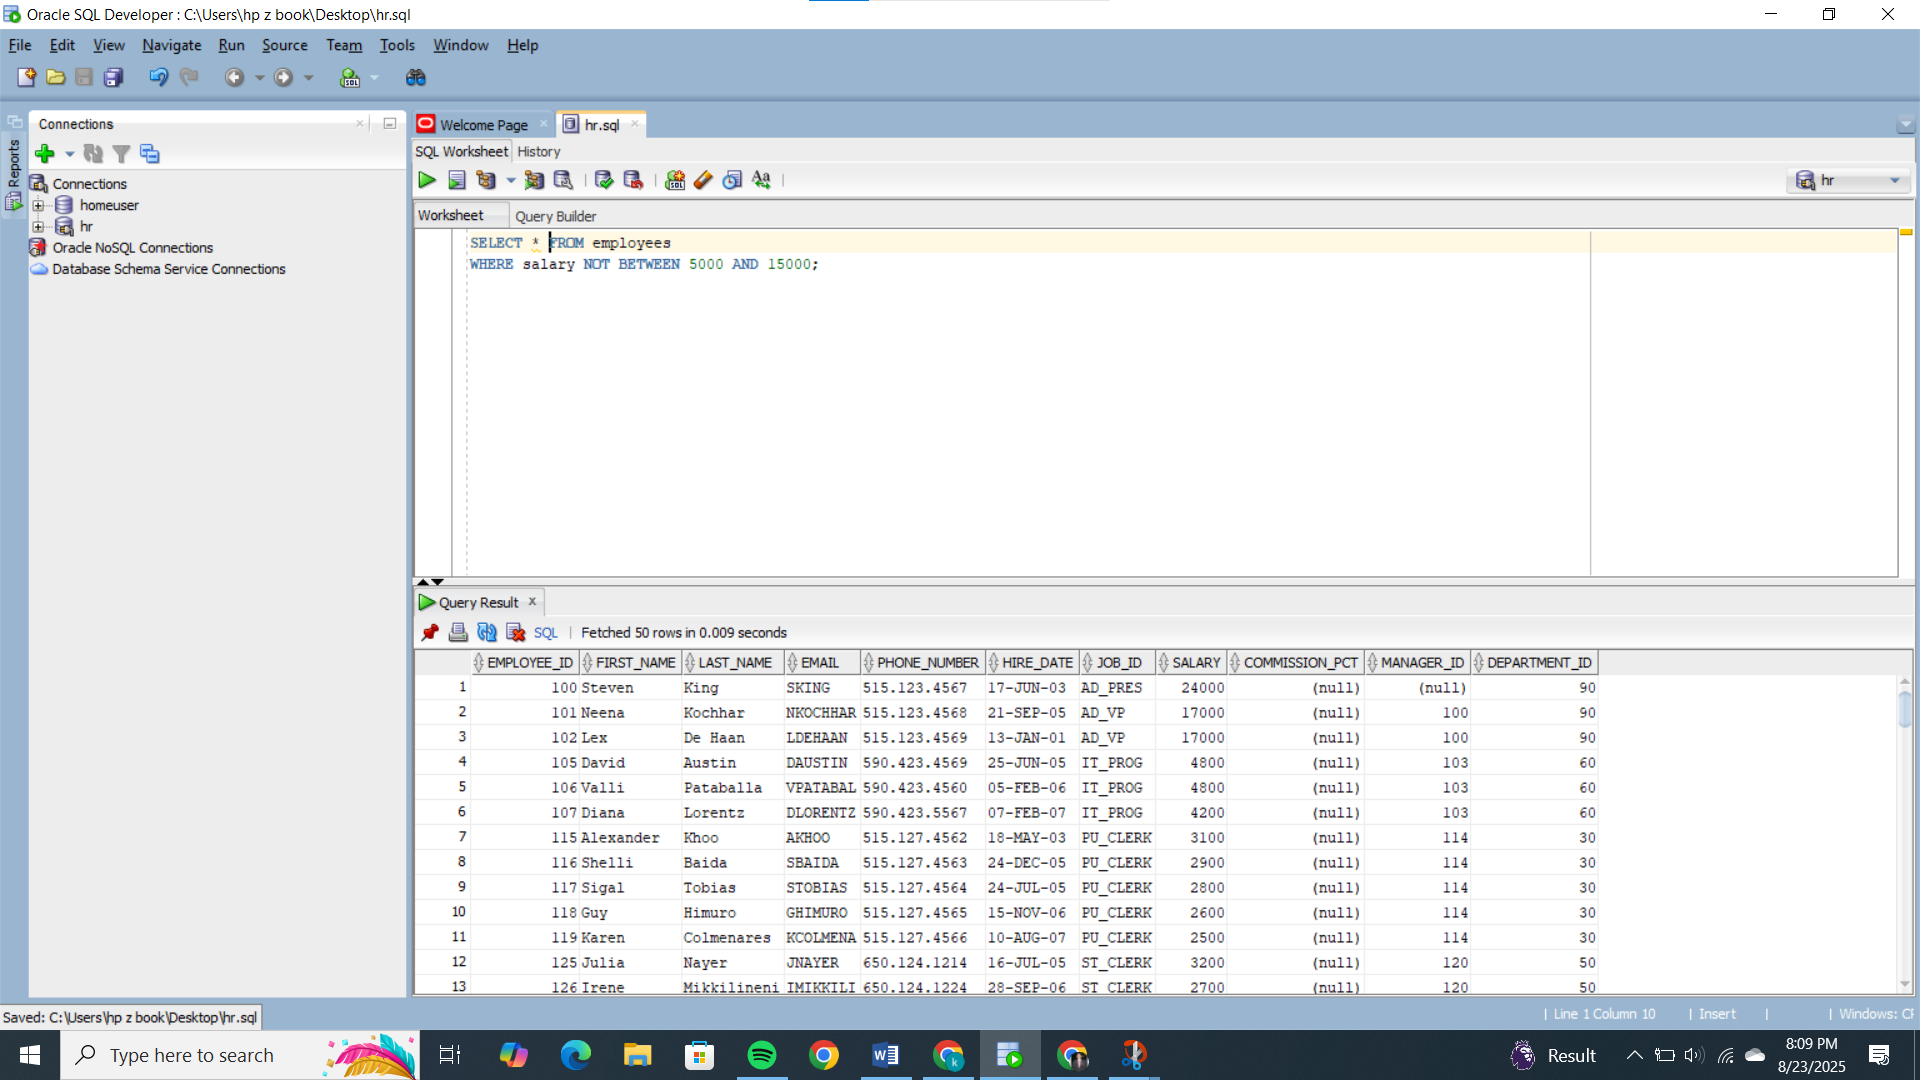 Oracle SQL Developer : C:\Users\hp z book\Desktop\hr.sql
File Edit View Navigate Run Source Team Tools Window Help
Reports
Connections
Connections
homeuser
hr
Oracle NoSQL Connections
Database Schema Service Connections
Welcome Page
hr.sql
SQL Worksheet History
hr
Worksheet Query Builder
SELECT * FROM employees
WHERE salary NOT BETWEEN 5000 AND 15000;
Query Result
SQL | Fetched 50 rows in 0.009 seconds
EMPLOYEE_ID FIRST_NAME LAST_NAME EMAIL PHONE_NUMBER HIRE_DATE JOB_ID SALARY COMMISSION_PCT MANAGER_ID DEPARTMENT_ID
1 100 Steven King SKING 515.123.4567 17-JUN-03 AD_PRES 24000 (null) (null) 90
2 101 Neena Kochhar NKOCHHAR 515.123.4568 21-SEP-05 AD_VP 17000 (null) 100 90
3 102 Lex De Haan LDEHAAN 515.123.4569 13-JAN-01 AD_VP 17000 (null) 100 90
4 105 David Austin DAUSTIN 590.423.4569 25-JUN-05 IT_PROG 4800 (null) 103 60
5 106 Valli Pataballa VPATABAL 590.423.4560 05-FEB-06 IT_PROG 4800 (null) 103 60
6 107 Diana Lorentz DLORENTZ 590.423.5567 07-FEB-07 IT_PROG 4200 (null) 103 60
7 115 Alexander Khoo AKHOO 515.127.4562 18-MAY-03 PU_CLERK 3100 (null) 114 30
8 116 Shelli Baida SBAIDA 515.127.4563 24-DEC-05 PU_CLERK 2900 (null) 114 30
9 117 Sigal Tobias STOBIAS 515.127.4564 24-JUL-05 PU_CLERK 2800 (null) 114 30
10 118 Guy Himuro GHIMURO 515.127.4565 15-NOV-06 PU_CLERK 2600 (null) 114 30
11 119 Karen Colmenares KCOLMENA 515.127.4566 10-AUG-07 PU_CLERK 2500 (null) 114 30
12 125 Julia Nayer JNAYER 650.124.1214 16-JUL-05 ST_CLERK 3200 (null) 120 50
13 126 Irene Mikkilineni IMIKKILI 650.124.1224 28-SEP-06 ST_CLERK 2700 (null) 120 50
Saved: C:\Users\hp z book\Desktop\hr.sql
| Line 1 Column 10 | Insert | | Windows: CF
Type here to search
Result
8:09 PM
8/23/2025